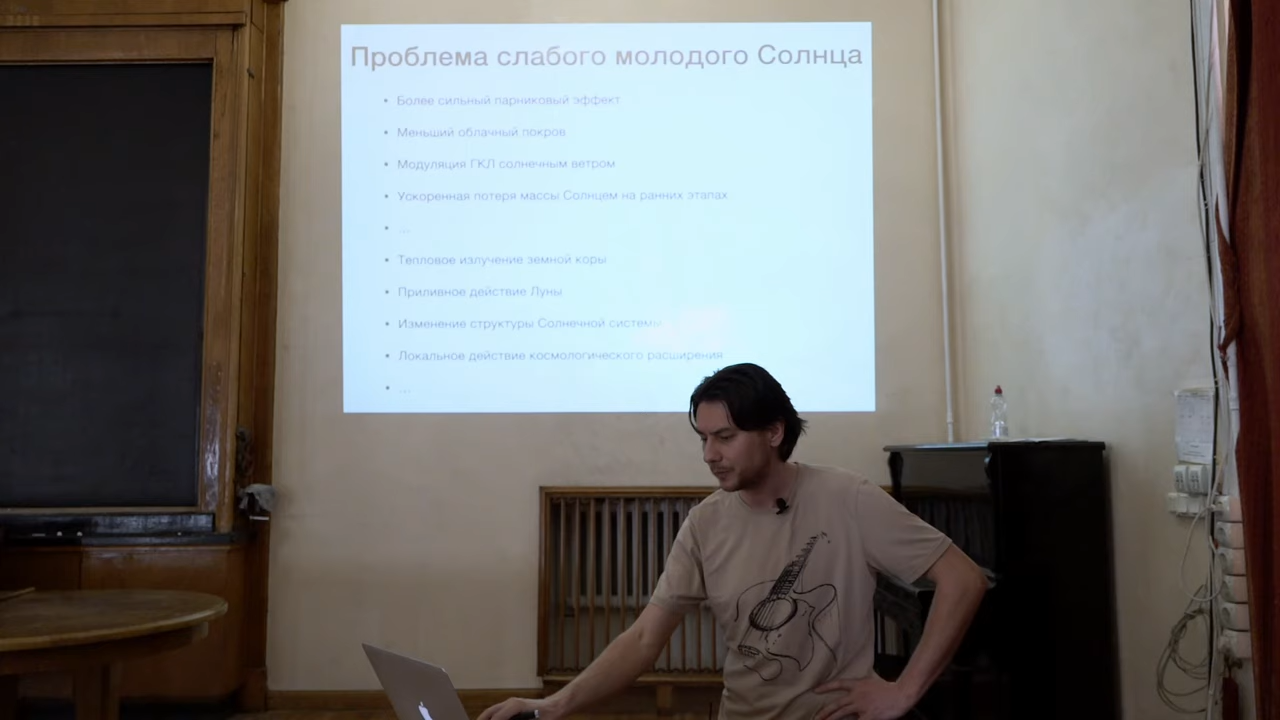 Проблема слабого молодого Солнца
• Более сильный парниковый эффект
• Меньший облачный покров
• Модуляция ГКЛ солнечным ветром
• Ускоренная потеря массы Солнцем на ранних этапах
• ...
• Тепловое излучение земной коры
• Приливное действие Луны
• Изменение структуры Солнечной системы
• Локальное действие космологического расширения
• ...